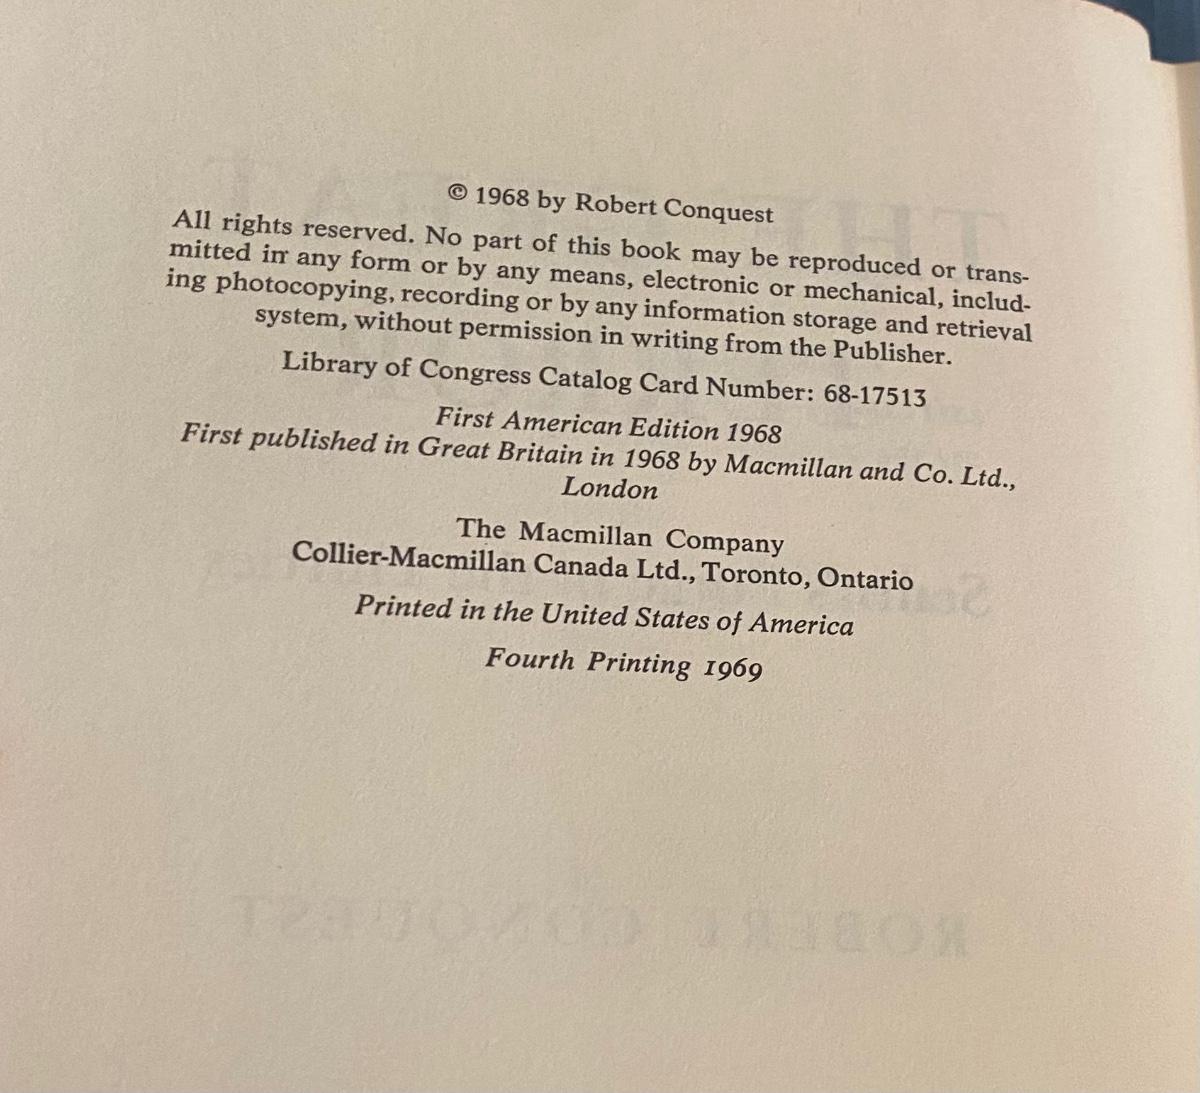 © 1968 by Robert Conquest
All rights reserved. No part of this book may be reproduced or trans-
mitted in any form or by any means, electronic or mechanical, includ-
ing photocopying, recording or by any information storage and retrieval
system, without permission in writing from the Publisher.
Library of Congress Catalog Card Number: 68-17513
First American Edition 1968
First published in Great Britain in 1968 by Macmillan and Co. Ltd.,
London
The Macmillan Company
Collier-Macmillan Canada Ltd., Toronto, Ontario
Printed in the United States of America
Fourth Printing 1969
ROBERT CONQUEST